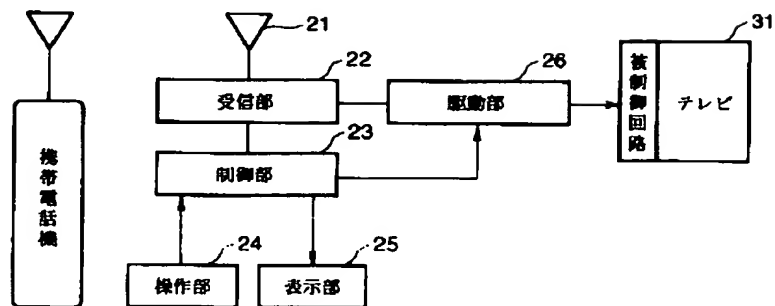 21
22
受信部
26
駆動部
31
被制御回路
テレビ
23
制御部
携帯電話機
24
操作部
25
表示部